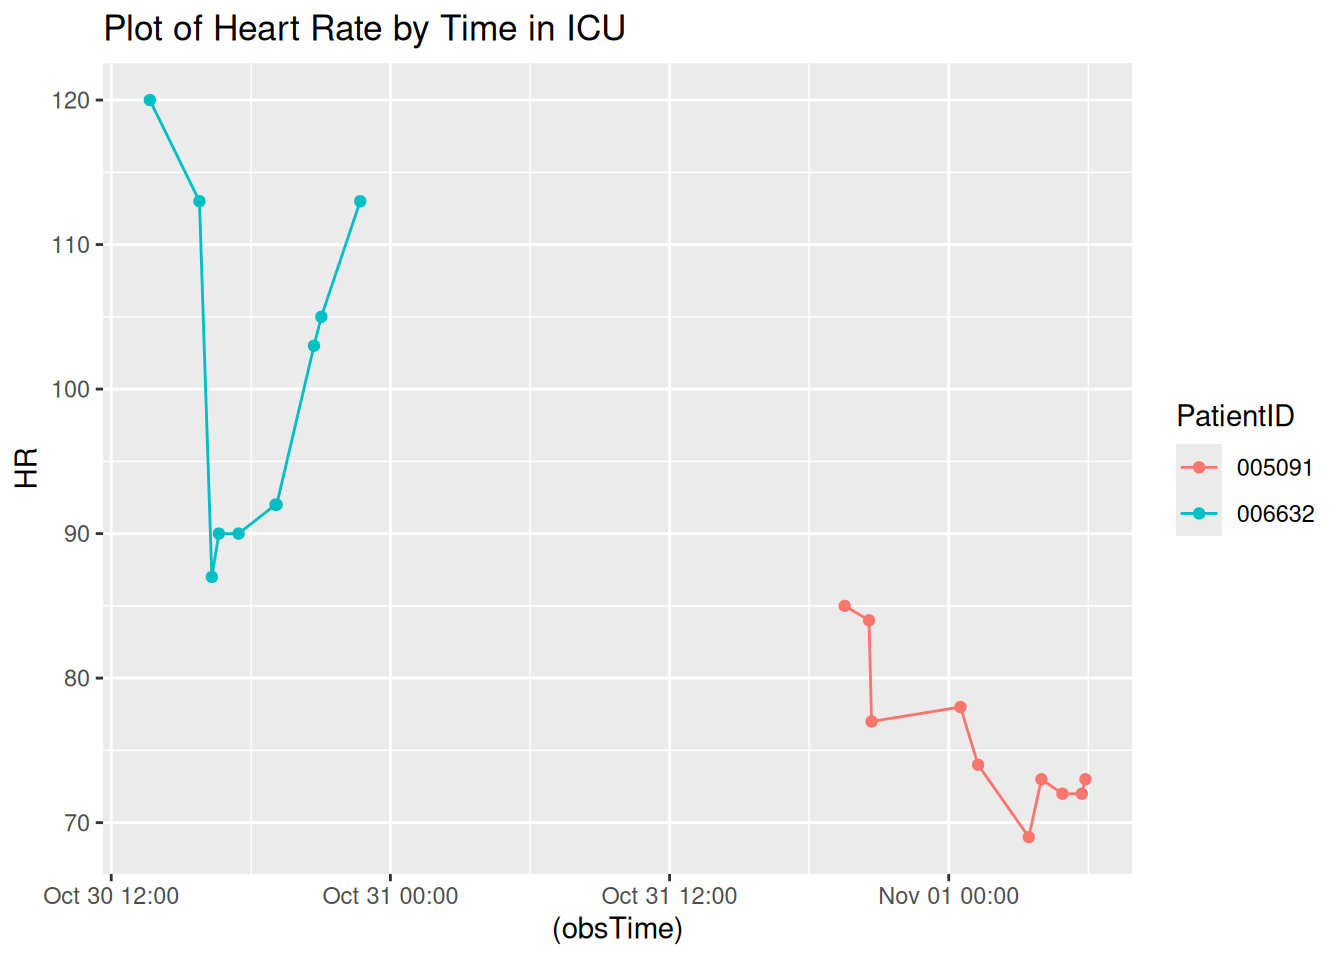 Plot of Heart Rate by Time in ICU
120
110
100
90
80
70
HR
Oct 30 12:00
Oct 31 00:00
Oct 31 12:00
Nov 01 00:00
(obsTime)
PatientID
005091
006632